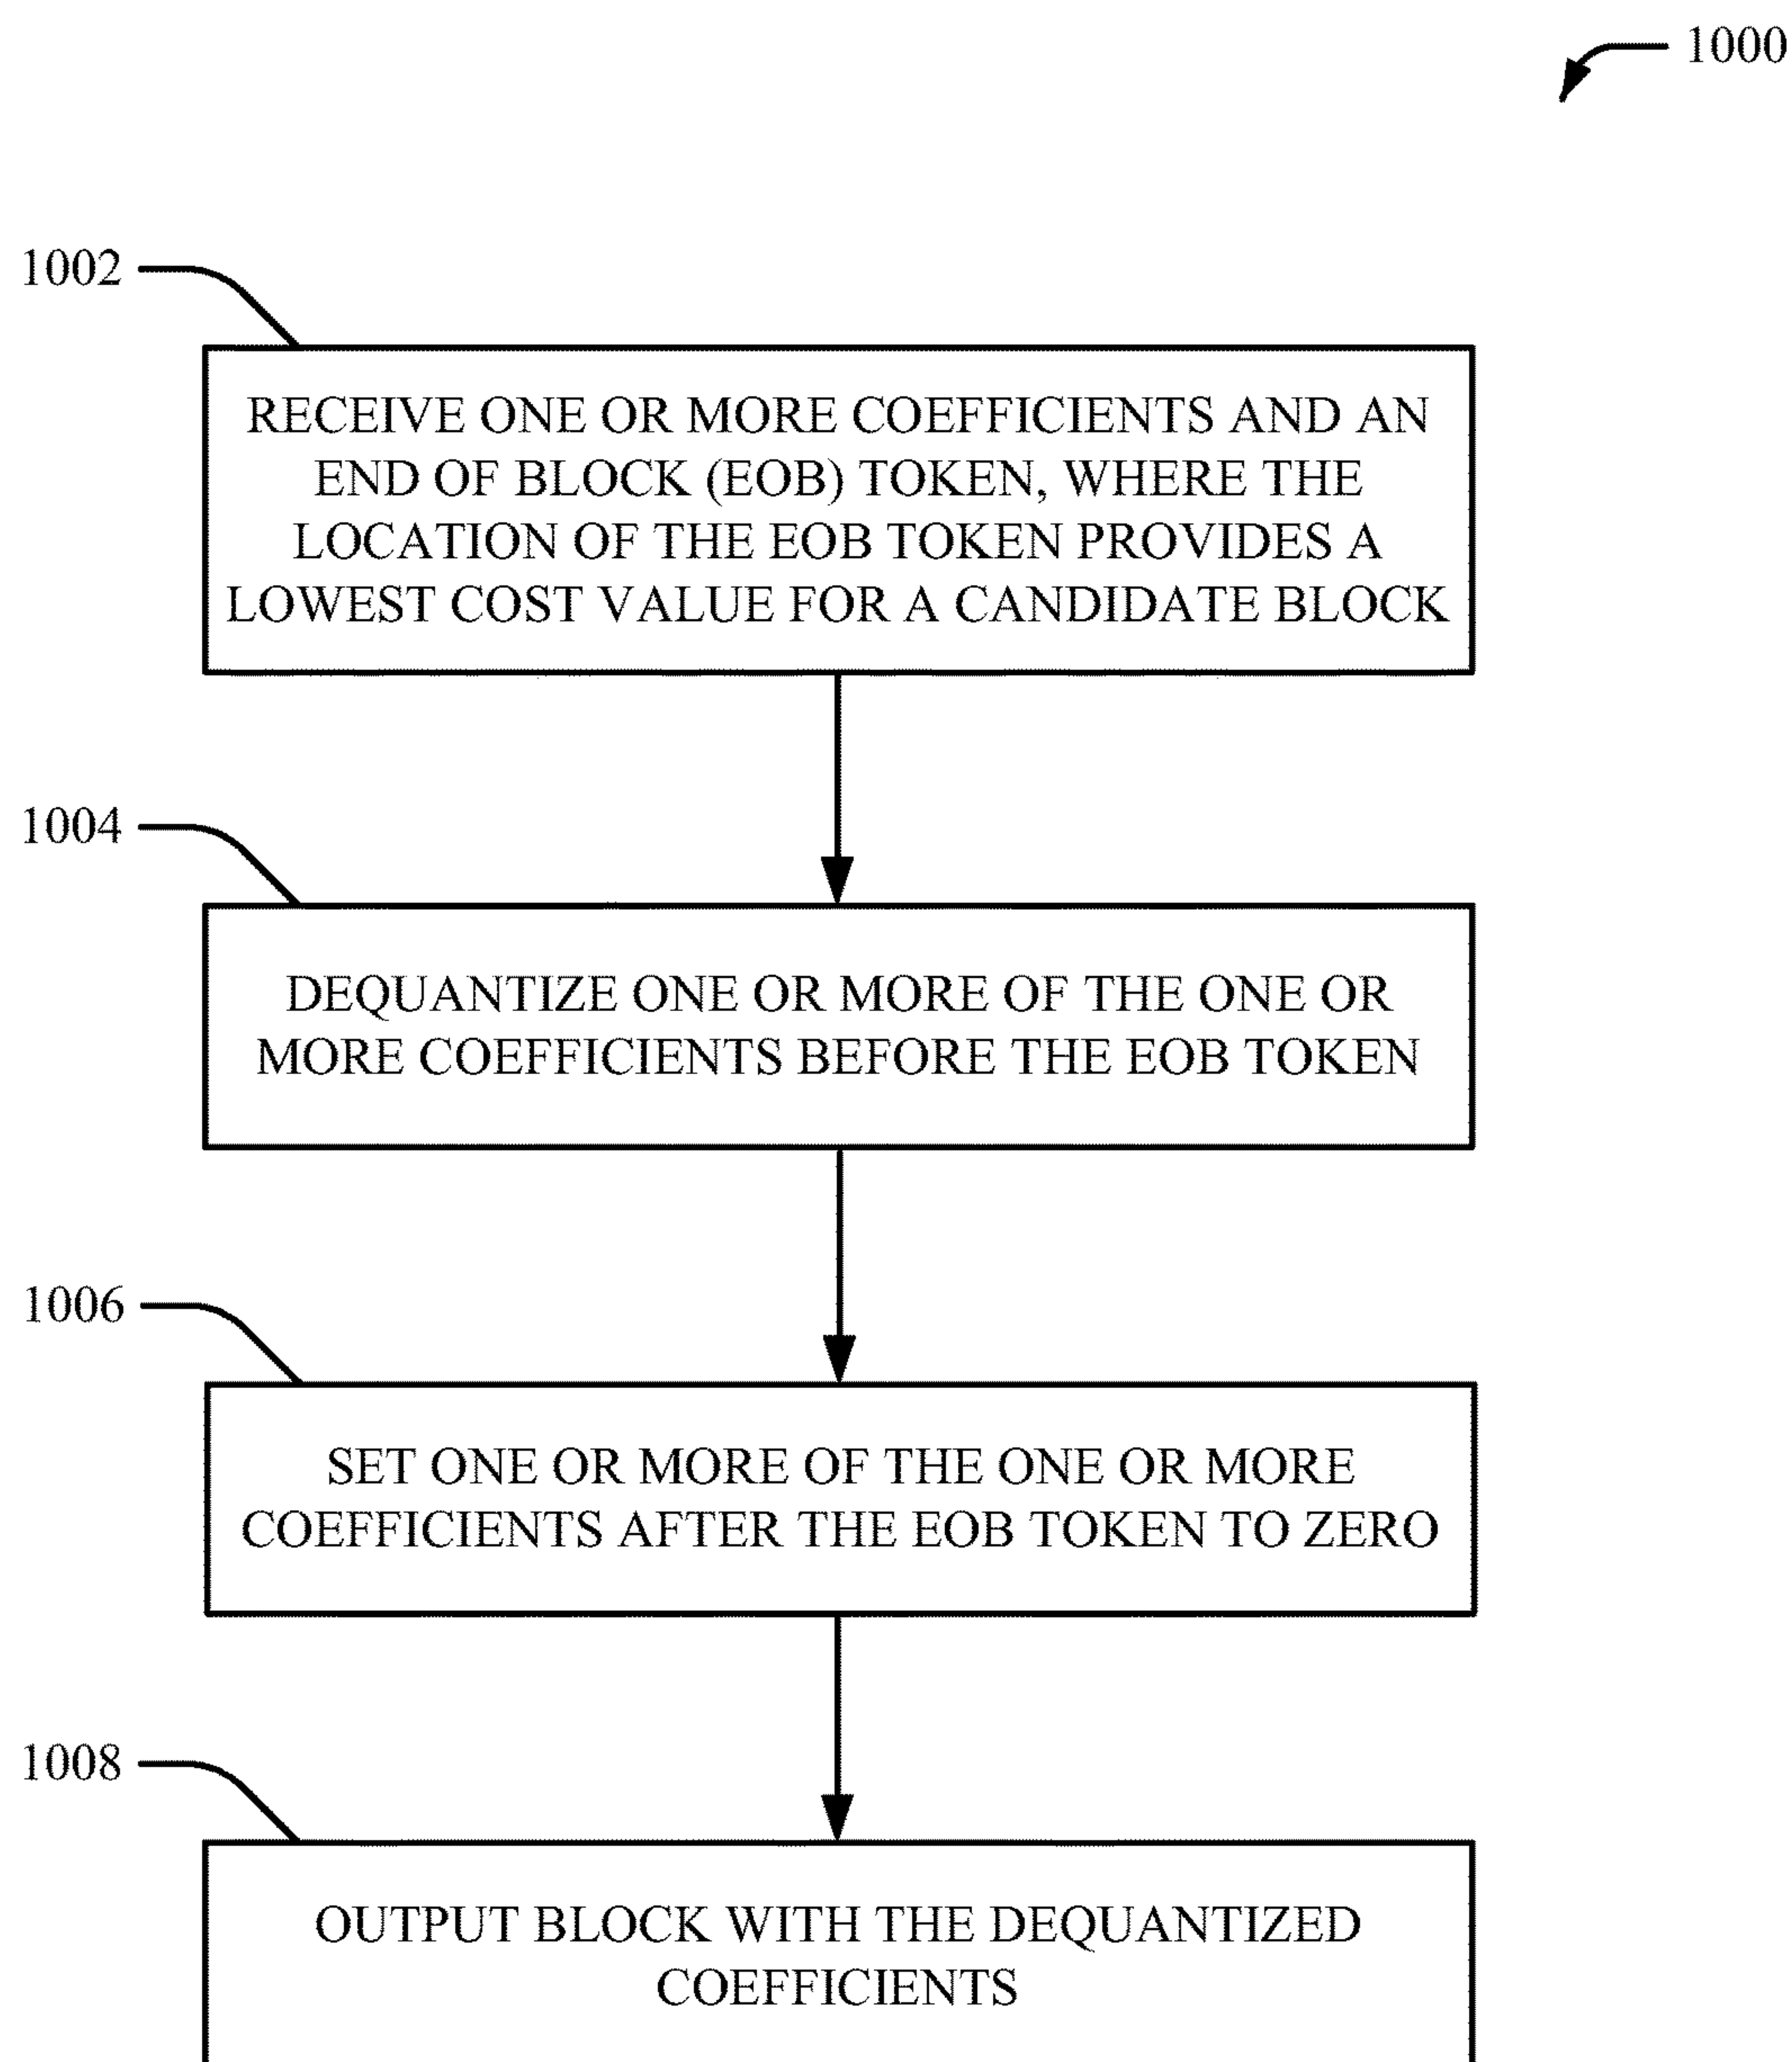 1000
1002
RECEIVE ONE OR MORE COEFFICIENTS AND AN
END OF BLOCK (EOB) TOKEN, WHERE THE
LOCATION OF THE EOB TOKEN PROVIDES A
LOWEST COST VALUE FOR A CANDIDATE BLOCK
1004
DEQUANTIZE ONE OR MORE OF THE ONE OR
MORE COEFFICIENTS BEFORE THE EOB TOKEN
1006
SET ONE OR MORE OF THE ONE OR MORE
COEFFICIENTS AFTER THE EOB TOKEN TO ZERO
1008
OUTPUT BLOCK WITH THE DEQUANTIZED
COEFFICIENTS